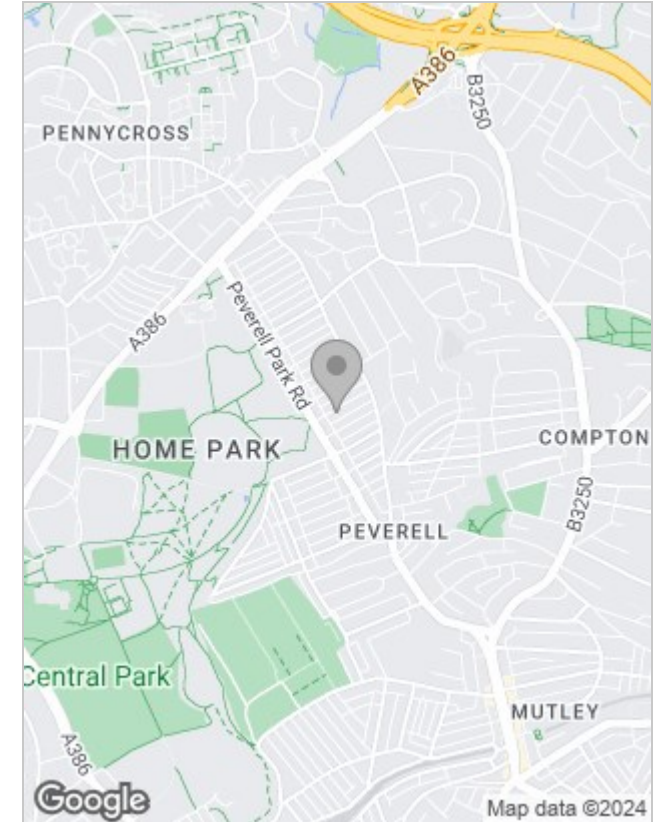 A386
B3250
PENNYCROSS
Peverell Park Rd
A386
HOME PARK
COMPTON
B3250
PEVERELL
Central Park
MUTLEY
A386
Google
Map data ©2024